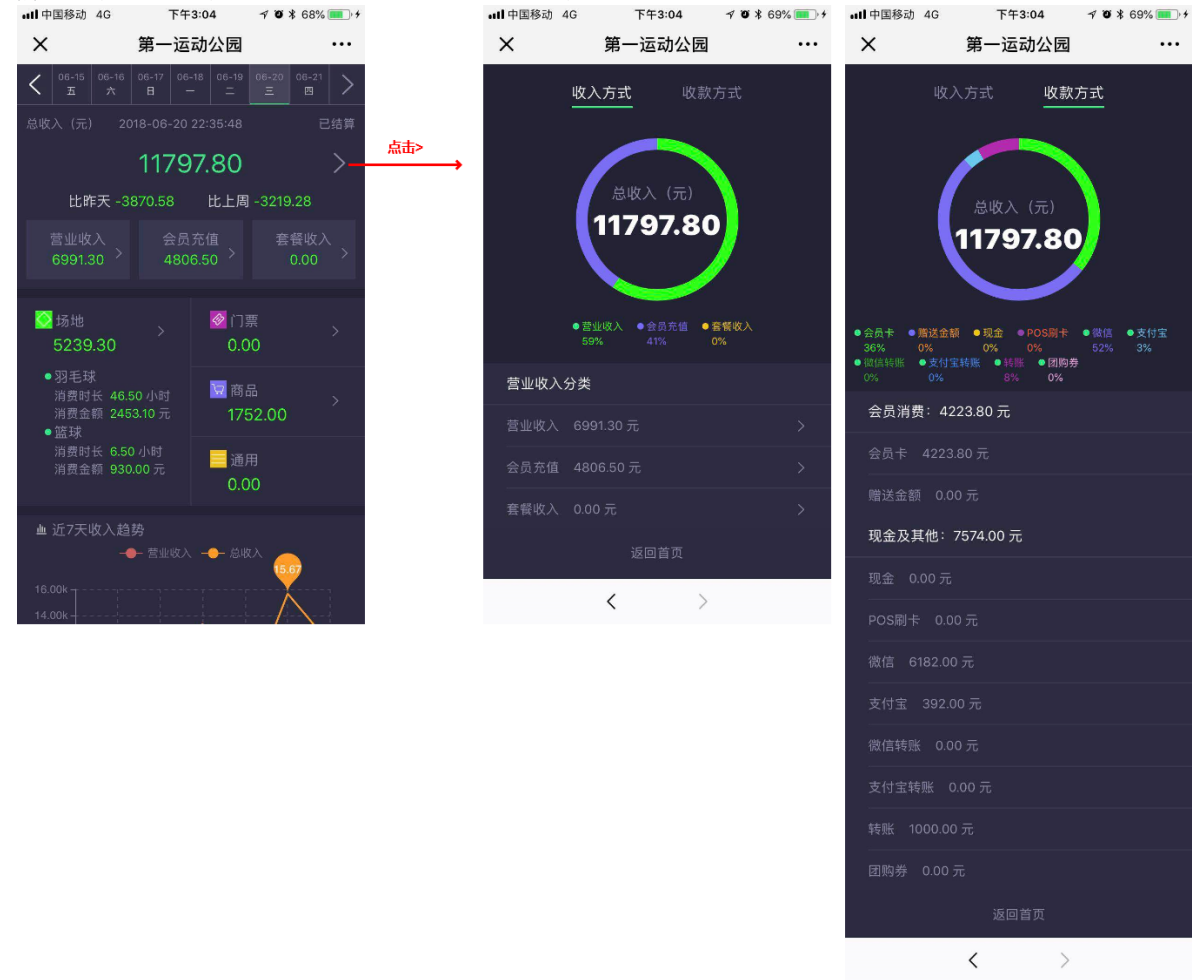 中国移动 4G 下午3:04 68%
第一运动公园
06-15 06-16 06-17 06-18 06-19 06-20 06-21
五 六 日 一 二 三 四
总收入（元） 2018-06-20 22:35:48 已结算
11797.80
比昨天 -3870.58 比上周 -3219.28
营业收入 会员充值 套餐收入
6991.30 4806.50 0.00
场地
5239.30
羽毛球
消费时长 46.50 小时
消费金额 2453.10 元
篮球
消费时长 6.50 小时
消费金额 930.00 元
门票
0.00
商品
1752.00
通用
0.00
近7天收入趋势
营业收入 总收入
15.67
16.00k
14.00k
点击>
中国移动 4G 下午3:04 69%
第一运动公园
收入方式 收款方式
总收入（元）
11797.80
营业收入 会员充值 套餐收入
59% 41% 0%
营业收入分类
营业收入 6991.30 元
会员充值 4806.50 元
套餐收入 0.00 元
返回首页
中国移动 4G 下午3:04 69%
第一运动公园
收入方式 收款方式
总收入（元）
11797.80
会员卡 赠送金额 现金 POS刷卡 微信 支付宝
36% 0% 0% 0% 52% 3%
微信转账 支付宝转账 转账 团购券
0% 0% 8% 0%
会员消费：4223.80 元
会员卡 4223.80 元
赠送金额 0.00 元
现金及其他：7574.00 元
现金 0.00 元
POS刷卡 0.00 元
微信 6182.00 元
支付宝 392.00 元
微信转账 0.00 元
支付宝转账 0.00 元
转账 1000.00 元
团购券 0.00 元
返回首页